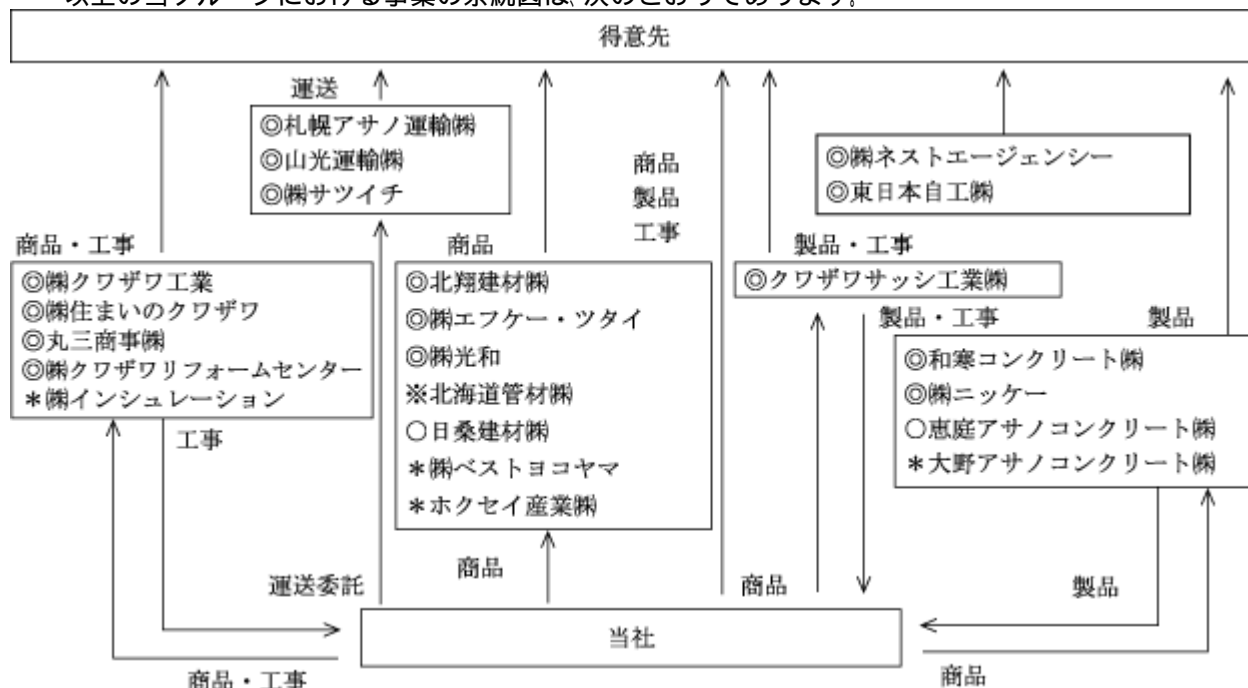 以上の当グループにおける事業の系統図は、次のとおりであります。
得意先
運送
◎札幌アサノ運輸㈱
◎山光運輸㈱
◎㈱サツイチ
商品
製品
工事
◎㈱ネストエージェンシー
◎東日本自工㈱
商品・工事
◎㈱クワザワ工業
◎㈱住まいのクワザワ
◎丸三商事㈱
◎㈱クワザワリフォームセンター
＊㈱インシュレーション
商品
◎北翔建材㈱
◎㈱エフケー・ツタイ
◎㈱光和
※北海道管材㈱
○日桑建材㈱
＊㈱ベストヨコヤマ
＊ホクセイ産業㈱
製品・工事
◎クワザワサッシ工業㈱
製品・工事
製品
◎和寒コンクリート㈱
◎㈱ニッケー
○恵庭アサノコンクリート㈱
＊大野アサノコンクリート㈱
工事
運送委託
商品
商品
製品
当社
商品・工事
商品